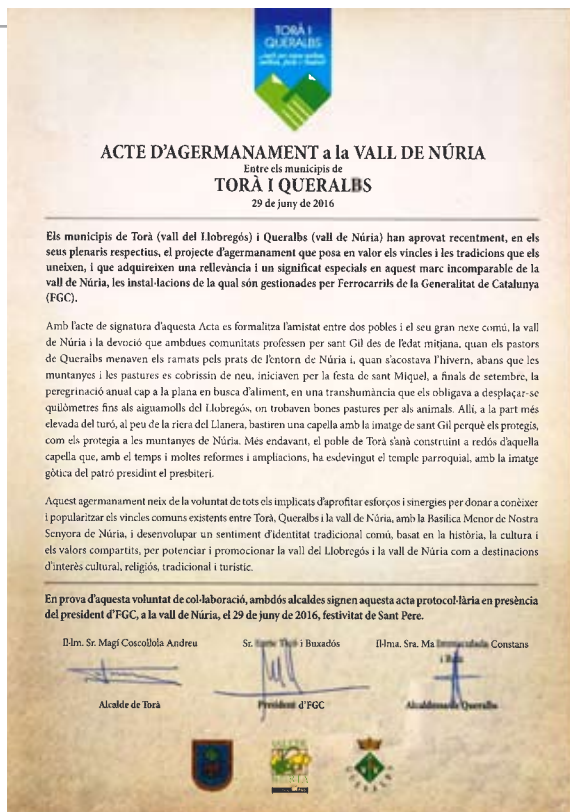 TORÀ I
QUERALBS
ACTE D'AGERMANAMENT a la VALL DE NÚRIA
Entre els municipis de
TORÀ I QUERALBS
29 de juny de 2016
Els municipis de Torà (vall del Llobregós) i Queralbs (vall de Núria) han aprovat recentment, en els
seus plenaris respectius, el projecte d'agermanament que posa en valor els vincles i les tradicions que els
uneixen, i que adquireixen una rellevància i un significat especials en aquest marc incomparable de la
vall de Núria, les instal·lacions de la qual són gestionades per Ferrocarrils de la Generalitat de Catalunya
(FGC).
Amb l'acte de signatura d'aquesta Acta es formalitza l'amistat entre dos pobles i el seu gran nexe comú, la vall
de Núria i la devoció que ambdues comunitats professen per sant Gil des de l'edat mitjana, quan els pastors
de Queralbs menaven els ramats pels prats de l'entorn de Núria i, quan s'acostava l'hivern, abans que les
muntanyes i les pastures es cobrissin de neu, iniciaven per la festa de sant Miquel, a finals de setembre, la
peregrinació anual cap a la plana en busca d'aliment, en una transhumància que els obligava a desplaçar-se
quilòmetres fins als aiguamolls del Llobregós, on trobaven bones pastures per als animals. Allí, a la part més
elevada del turó, al peu de la riera del Llanera, bastiren una capella amb la imatge de sant Gil perquè els protegís,
com els protegia a les muntanyes de Núria. Més endavant, el poble de Torà s'anà construint a redós d'aquella
capella que, amb el temps i moltes reformes i ampliacions, ha esdevingut el temple parroquial, amb la imatge
gòtica del patró presidint el presbiteri.
Aquest agermanament neix de la voluntat de tots els implicats d'aprofitar esforços i sinergies per donar a conèixer
i popularitzar els vincles comuns existents entre Torà, Queralbs i la vall de Núria, amb la Basílica Menor de Nostra
Senyora de Núria, i desenvolupar un sentiment d'identitat tradicional comú, basat en la història, la cultura i
els valors compartits, per potenciar i promocionar la vall del Llobregós i la vall de Núria com a destinacions
d'interès cultural, religiós, tradicional i turístic.
En prova d'aquesta voluntat de col·laboració, ambdós alcaldes signen aquesta acta protocol·lària en presència
del president d'FGC, a la vall de Núria, el 29 de juny de 2016, festivitat de Sant Pere.
Il·lm. Sr. Magí Coscollola Andreu Sr. i Buxadós Il·lma. Sra. Ma Constans
i
Alcalde de Torà President d'FGC Alcaldessa de Queralbs
NÚRIA
QUERALBS